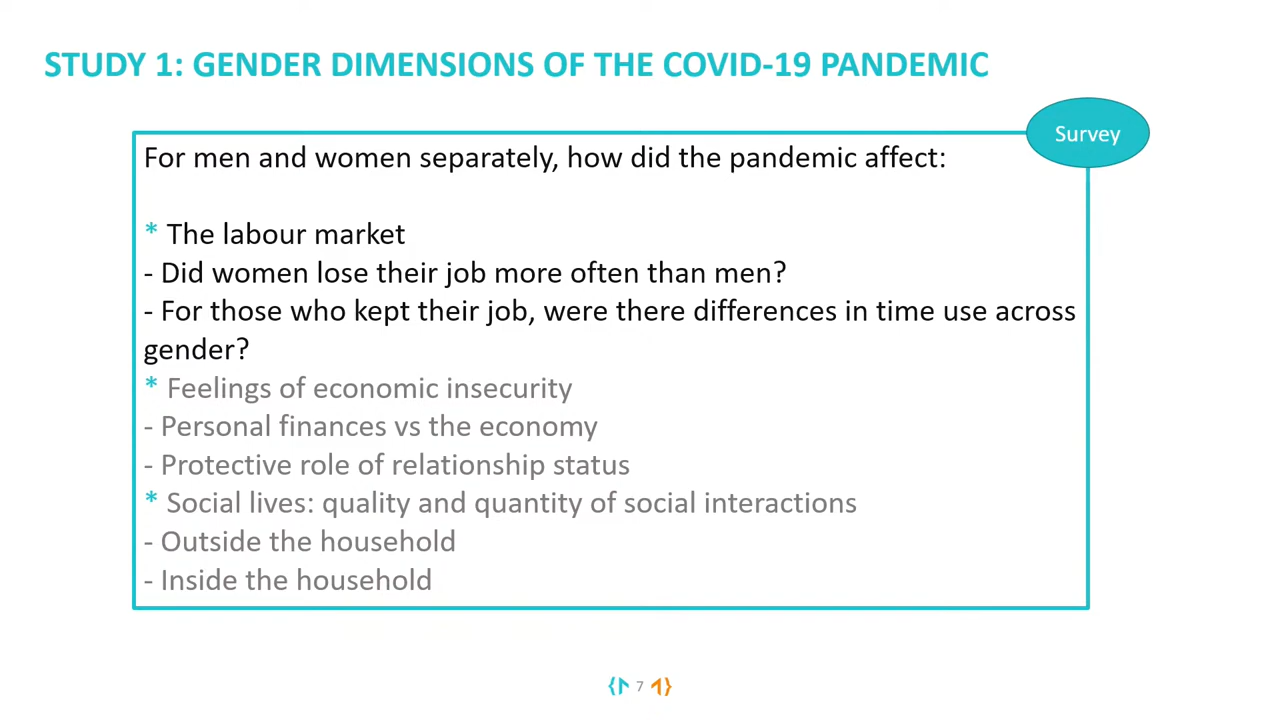 STUDY 1: GENDER DIMENSIONS OF THE COVID-19 PANDEMIC
Survey
For men and women separately, how did the pandemic affect:
* The labour market
- Did women lose their job more often than men?
- For those who kept their job, were there differences in time use across
gender?
* Feelings of economic insecurity
- Personal finances vs the economy
- Protective role of relationship status
* Social lives: quality and quantity of social interactions
- Outside the household
- Inside the household
7